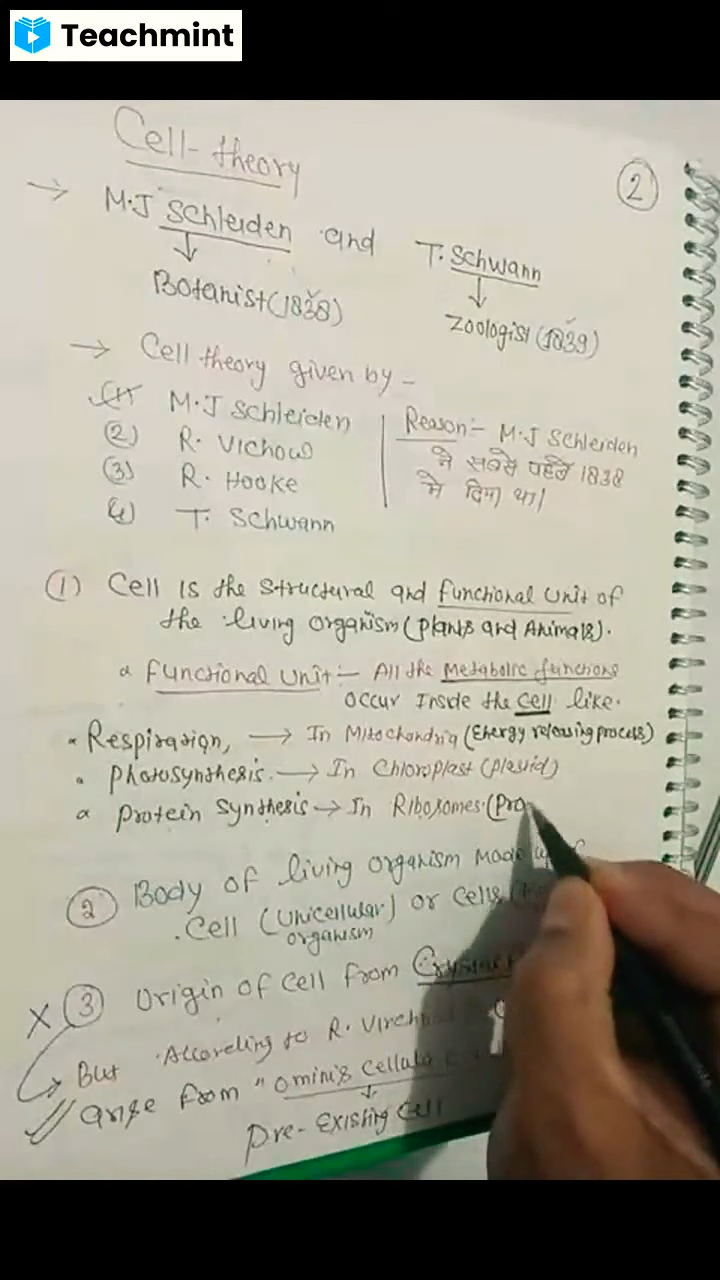 Teachmint
Cell-theory
2
→ M.J Schleiden and T. Schwann
Botanist (1838)
Zoologist (1839)
→ Cell theory given by -
(1) M.J Schleiden
(2) R. Vichow
(3) R. Hooke
(4) T. Schwann
Reason:- M.J Schleiden
ने सबसे पहले 1838
मे दिया था।
(1) Cell is the structural and functional unit of
the living organism (plants and Animals).
Functional Unit:- All the Metabolic functions
occur Inside the cell like.
Respiration, → In Mitochondria (Energy releasing process)
Photosynthesis. → In Chloroplast (plastid)
Protein synthesis → In Ribosomes. (Pro
(2) Body of living organism made up of
Cell (Unicellular) or cells
organism
X (3) Origin of cell from
But According to R.
arise from " ominis cellula
Pre-Existing cell